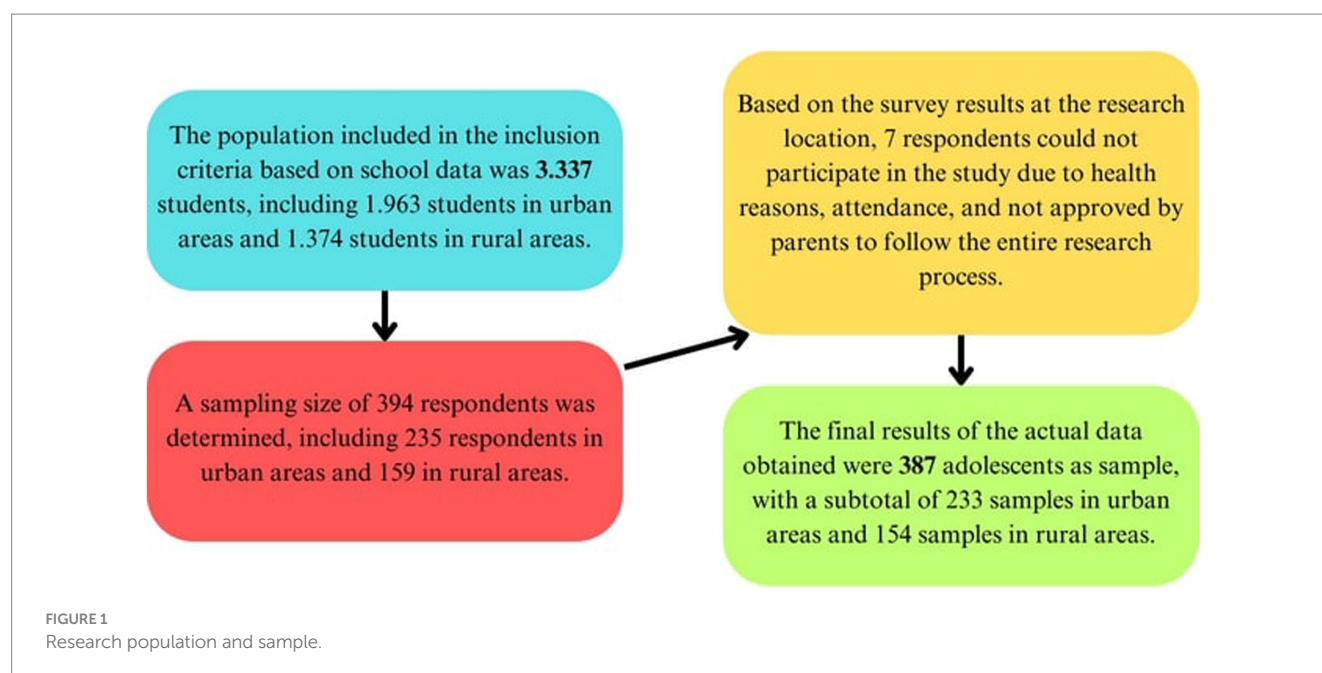 The population included in the inclusion
criteria based on school data was 3.337
students, including 1.963 students in urban
areas and 1.374 students in rural areas.
A sampling size of 394 respondents was
determined, including 235 respondents in
urban areas and 159 in rural areas.
Based on the survey results at the research
location, 7 respondents could not
participate in the study due to health
reasons, attendance, and not approved by
parents to follow the entire research
process.
The final results of the actual data
obtained were 387 adolescents as sample,
with a subtotal of 233 samples in urban
areas and 154 samples in rural areas.
FIGURE 1
Research population and sample.